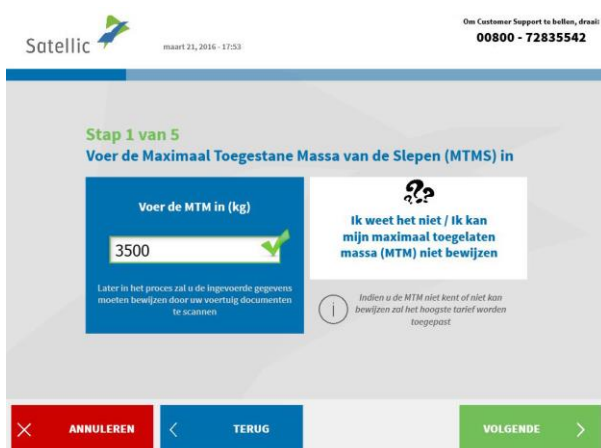 Om Customer Support te bellen, draai:
Satellic
maart 21, 2016 - 17:53
00800 - 72835542
Stap 1 van 5
Voer de Maximaal Toegestane Massa van de Slepen (MTMS) in
Voer de MTM in (kg)
3500
Later in het proces zal u de ingevoerde gegevens
moeten bewijzen door uw voertuig documenten
te scannen
??
Ik weet het niet / Ik kan
mijn maximaal toegelaten
massa (MTM) niet bewijzen
i
Indien u de MTM niet kent of niet kan
bewijzen zal het hoogste tarief worden
toegepast
ANNULEREN
TERUG
VOLGENDE